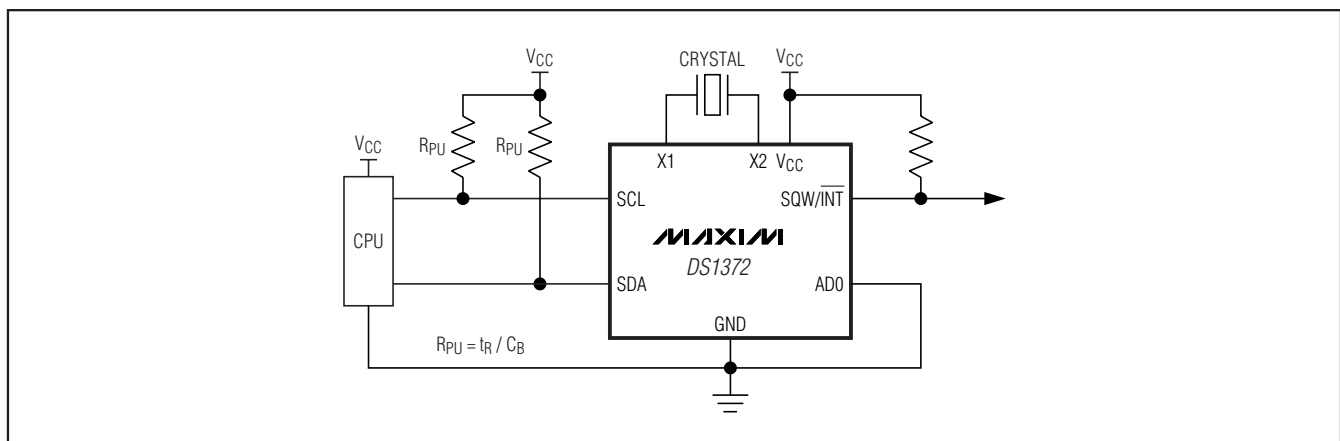 VCC
CRYSTAL
VCC
VCC
RPU
RPU
X1
X2
VCC
SCL
SQW/INT
CPU
MAXIM
DS1372
SDA
AD0
GND
RPU = tR / CB